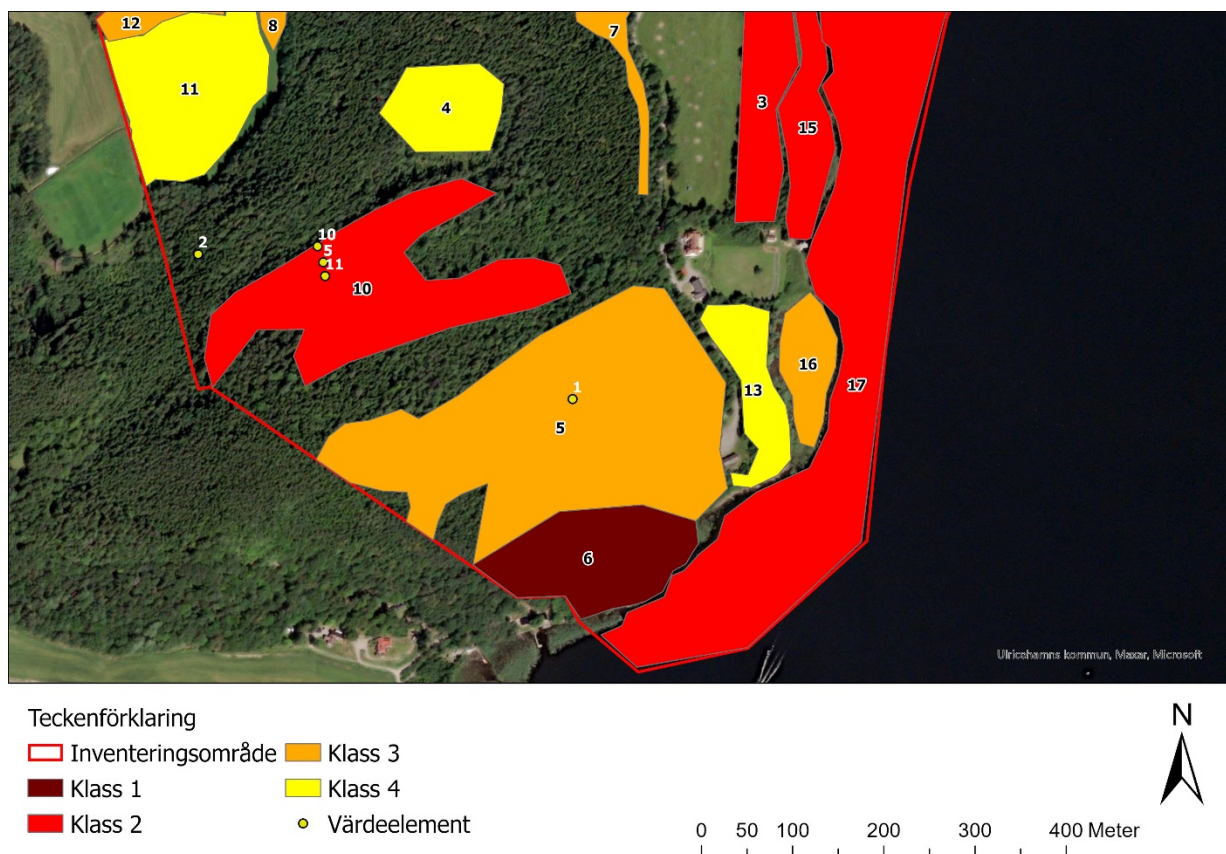 12
8
7
11
4
3
15
2
10
5
11
10
1
5
13
16
17
6
Ulricehamns kommun, Maxar, Microsoft
Teckenförklaring
Inventeringsområde
Klass 3
Klass 1
Klass 4
Klass 2
Värdeelement
N
0 50 100 200 300 400 Meter